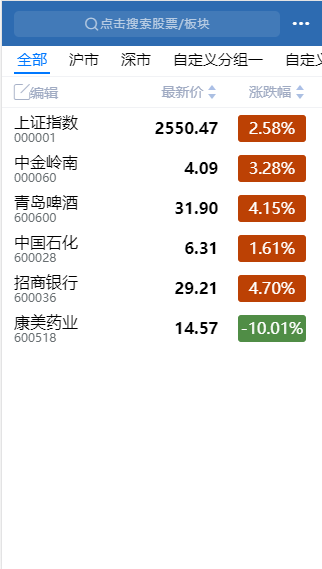 点击搜索股票/板块
全部 沪市 深市 自定义分组一 自定义
编辑 最新价 涨跌幅
上证指数 2550.47 2.58%
000001
中金岭南 4.09 3.28%
000060
青岛啤酒 31.90 4.15%
600600
中国石化 6.31 1.61%
600028
招商银行 29.21 4.70%
600036
康美药业 14.57 -10.01%
600518